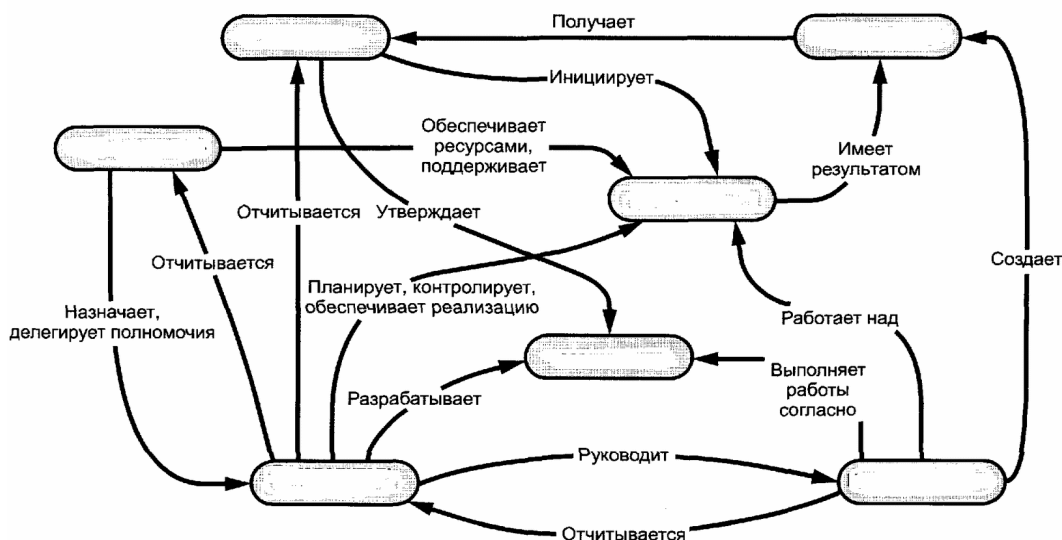 Получает
Инициирует
Обеспечивает
ресурсами,
поддерживает
Имеет
результатом
Отчитывается
Утверждает
Отчитывается
Создает
Назначает,
делегирует полномочия
Планирует, контролирует,
обеспечивает реализацию
Работает над
Разрабатывает
Выполняет
работы
согласно
Руководит
Отчитывается